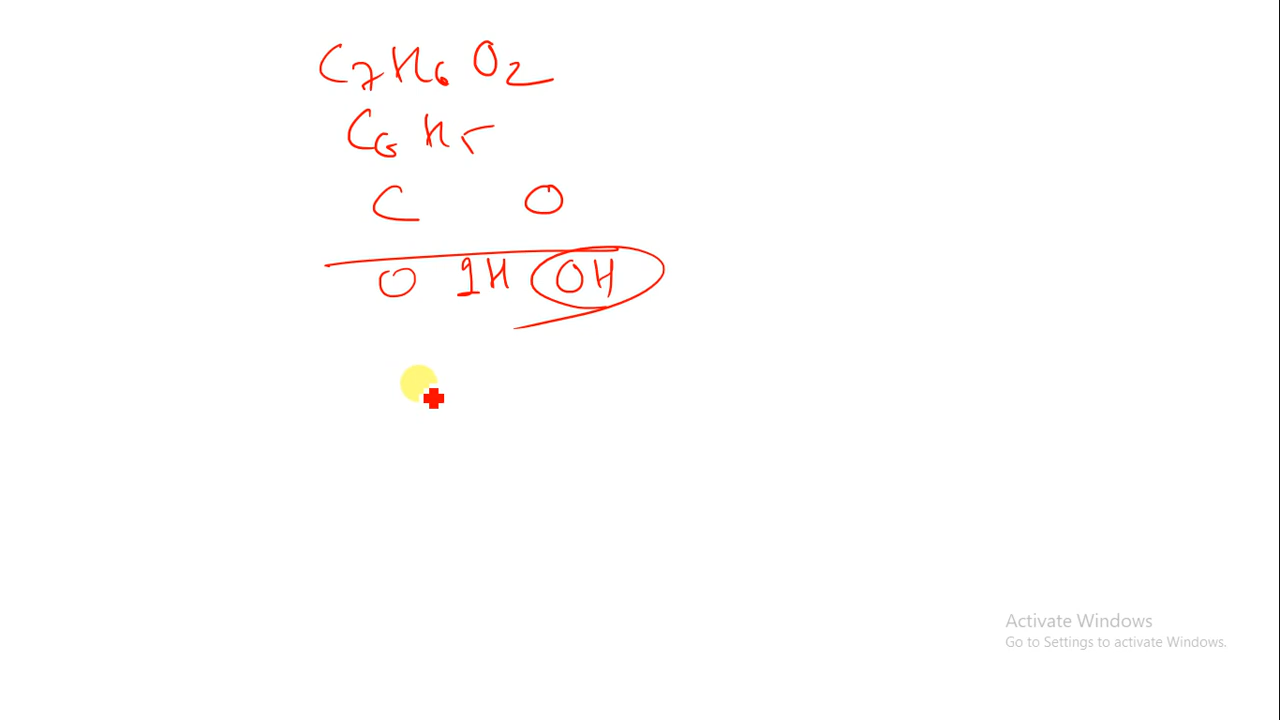 C7H6O2
C6H5
C O
O 1H OH
Activate Windows
Go to Settings to activate Windows.